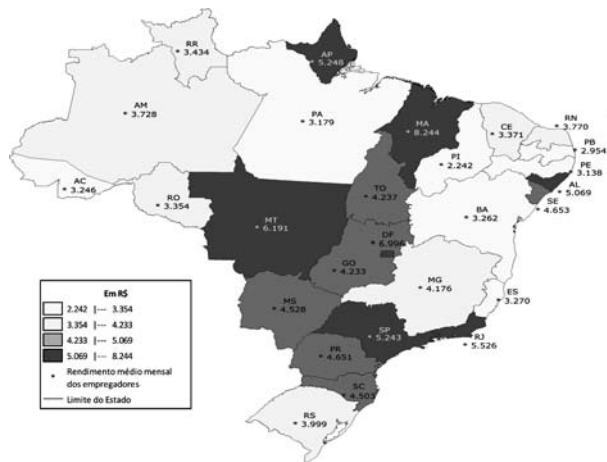 RR
3.434
AP
5.248
AM
3.728
PA
3.179
MA
8.244
CE
3.371
RN
3.770
PB
2.954
PI
2.242
PE
3.138
AL
5.069
SE
4.653
AC
3.246
RO
3.354
TO
4.237
BA
3.262
MT
6.191
DF
6.996
GO
4.233
MG
4.176
ES
3.270
MS
4.528
SP
5.243
RJ
5.526
PR
4.651
SC
4.503
RS
3.999
Em R$
2.242 |--- 3.354
3.354 |--- 4.233
4.233 |--- 5.069
5.069 |--- 8.244
Rendimento médio mensal
dos empregadores
Limite do Estado